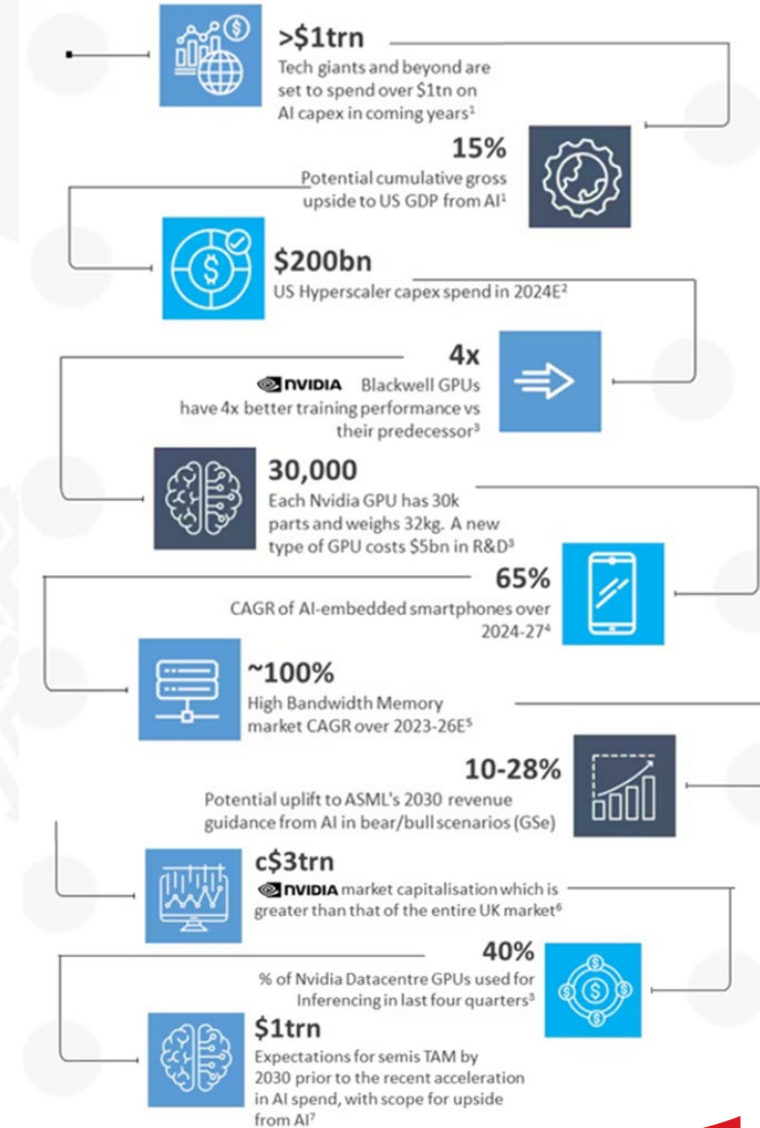 >$1trn
Tech giants and beyond are
set to spend over $1tn on
AI capex in coming years¹
15%
Potential cumulative gross
upside to US GDP from AI¹
$200bn
US Hyperscaler capex spend in 2024E²
4x
NVIDIA Blackwell GPUs
have 4x better training performance vs
their predecessor³
30,000
Each Nvidia GPU has 30k
parts and weighs 32kg. A new
type of GPU costs $5bn in R&D³
65%
CAGR of AI-embedded smartphones over
2024-27⁴
~100%
High Bandwidth Memory
market CAGR over 2023-26E⁵
10-28%
Potential uplift to ASML's 2030 revenue
guidance from AI in bear/bull scenarios (GSe)
c$3trn
NVIDIA market capitalisation which is
greater than that of the entire UK market⁶
40%
% of Nvidia Datacentre GPUs used for
Inferencing in last four quarters³
$1trn
Expectations for semis TAM by
2030 prior to the recent acceleration
in AI spend, with scope for upside
from AI⁷